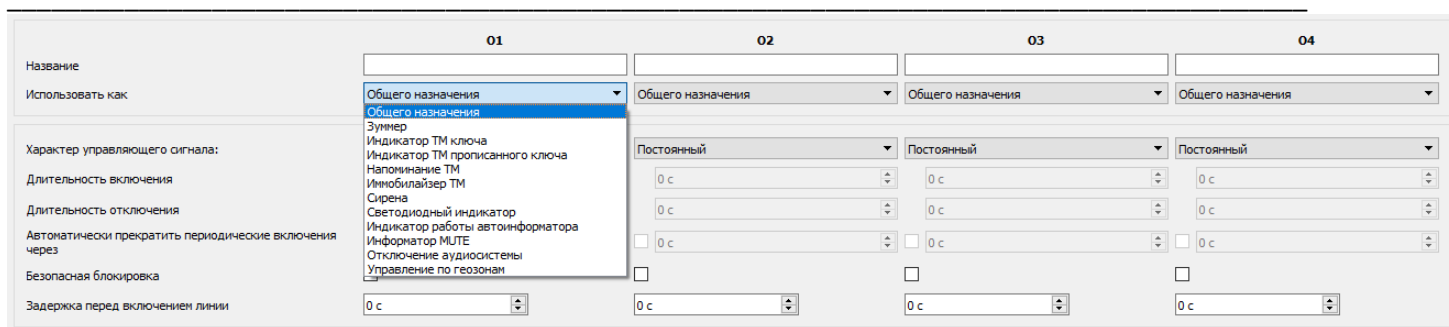 O1 O2 O3 O4
Название
Использовать как Общего назначения Общего назначения Общего назначения Общего назначения
Общего назначения
Зуммер
Индикатор ТМ ключа
Характер управляющего сигнала: Постоянный Постоянный Постоянный
Индикатор ТМ прописанного ключа
Напоминание ТМ
Длительность включения 0 с 0 с 0 с
Иммобилайзер ТМ
Сирена
Длительность отключения 0 с 0 с 0 с
Светодиодный индикатор
Индикатор работы автоинформатора
Автоматически прекратить периодические включения
через 0 с 0 с 0 с
Информатор MUTE
Отключение аудиосистемы
Управление по геозонам
Безопасная блокировка
Задержка перед включением линии 0 с 0 с 0 с 0 с